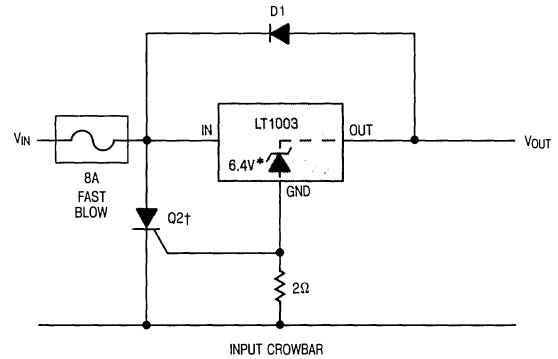 D1
LT1003
IN
OUT
VIN
VOUT
6.4V*
GND
8A
FAST
BLOW
Q2†
2Ω
INPUT CROWBAR